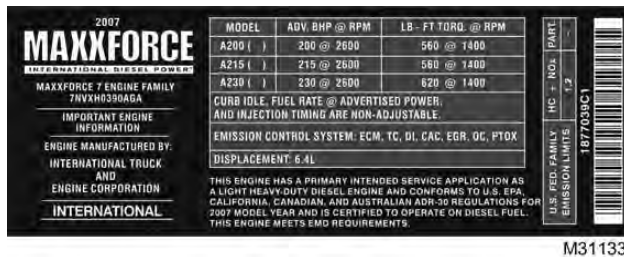 2007
MAXXFORCE
INTERNATIONAL DIESEL POWER™
MAXXFORCE 7 ENGINE FAMILY
7NVXH0390AGA
IMPORTANT ENGINE
INFORMATION
ENGINE MANUFACTURED BY:
INTERNATIONAL TRUCK
AND
ENGINE CORPORATION
INTERNATIONAL
MODEL ADV. BHP @ RPM LB - FT TORQ. @ RPM
A200 ( ) 200 @ 2600 560 @ 1400
A215 ( ) 215 @ 2600 560 @ 1400
A230 ( ) 230 @ 2600 620 @ 1400
CURB IDLE, FUEL RATE @ ADVERTISED POWER,
AND INJECTION TIMING ARE NON-
ADJUSTABLE.
EMISSION CONTROL SYSTEM: ECM, TC, DI, CAC, EGR, OC, PTOX
DISPLACEMENT: 6.4L
THIS ENGINE HAS A PRIMARY INTENDED SERVICE APPLICATION AS
A LIGHT HEAVY-DUTY DIESEL ENGINE AND CONFORMS TO U.S. EPA,
CALIFORNIA, CANADIAN, AND AUSTRALIAN ADR-30 REGULATIONS FOR
2007 MODEL YEAR AND IS CERTIFIED TO OPERATE ON DIESEL FUEL.
THIS ENGINE MEETS EMD REQUIREMENTS.
U.S. FED. FAMILY
EMISSION LIMITS
HC + NOx PART.
1.2 -
1877039C1
M31133